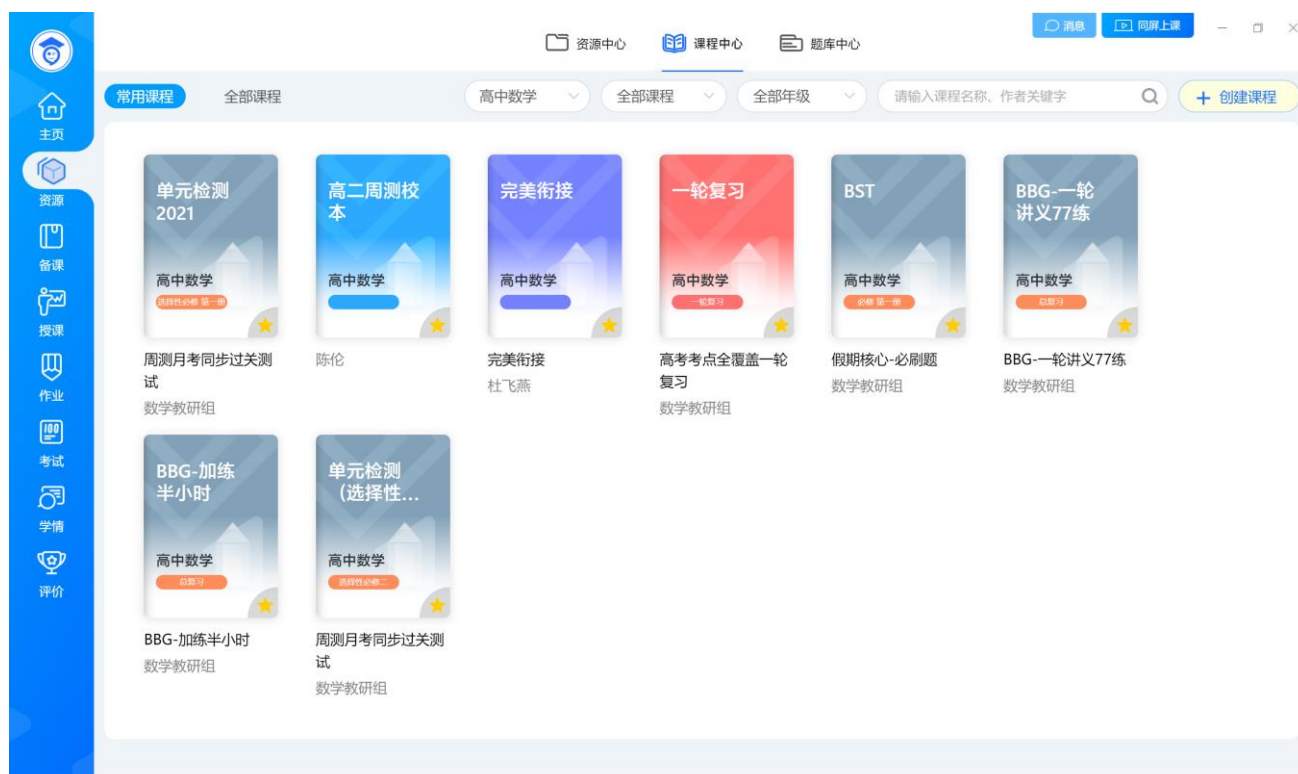 消息
同屏上课
资源中心
课程中心
题库中心
常用课程
全部课程
高中数学
全部课程
全部年级
请输入课程名称、作者关键字
+ 创建课程
主页
资源
备课
授课
作业
100
考试
学情
评价
单元检测
2021
高中数学
选择性必修 第一册
周测月考同步过关测
试
数学教研组
高二周测校
本
高中数学
陈伦
完美衔接
高中数学
完美衔接
杜飞燕
一轮复习
高中数学
一轮复习
高考考点全覆盖一轮
复习
数学教研组
BST
高中数学
必修 第一册
假期核心-必刷题
数学教研组
BBG-一轮
讲义77练
高中数学
总复习
BBG-一轮讲义77练
数学教研组
BBG-加练
半小时
高中数学
总复习
BBG-加练半小时
数学教研组
单元检测
（选择性...
高中数学
选择性必修二
周测月考同步过关测
试
数学教研组